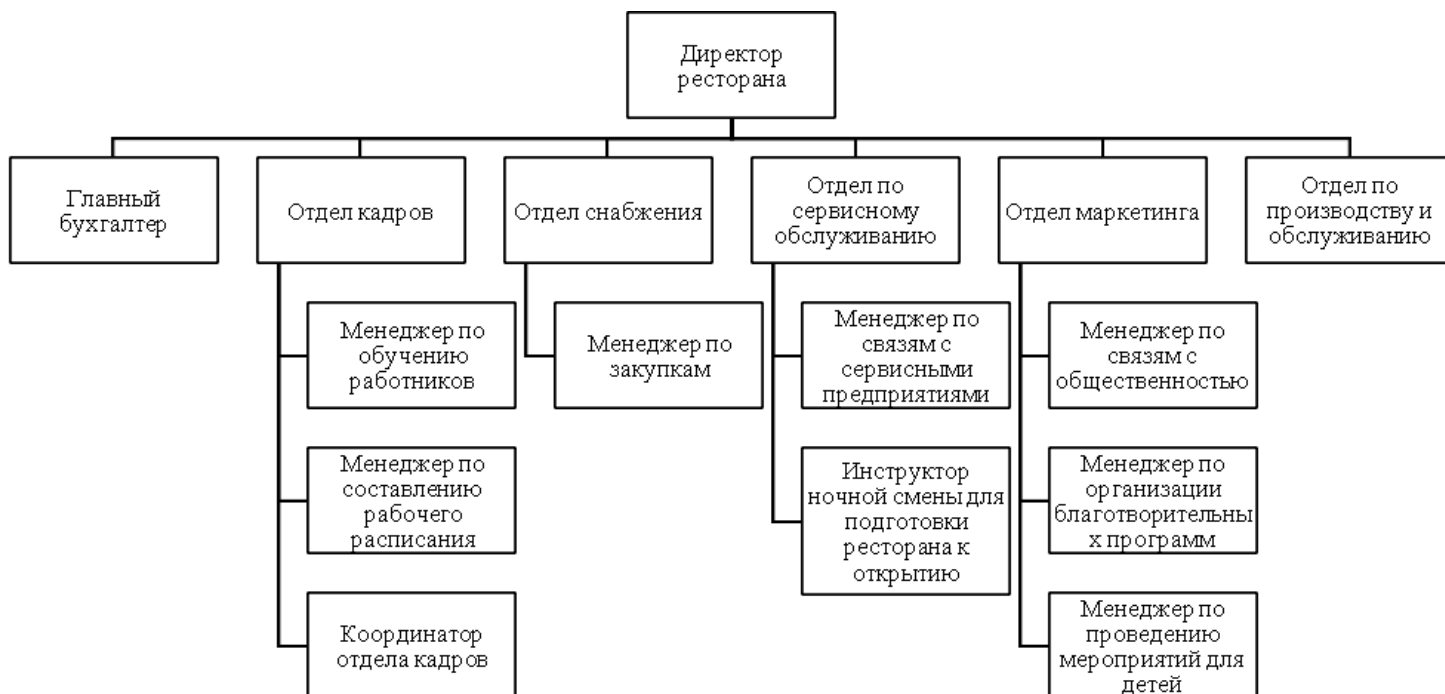 Директор
ресторана
Главный
бухгалтер
Отдел кадров
Отдел снабжения
Отдел по
сервисному
обслуживанию
Отдел маркетинга
Отдел по
производству и
обслуживанию
Менеджер по
обучению
работников
Менеджер по
закупкам
Менеджер по
связям с
сервисными
предприятиями
Менеджер по
связям с
общественностью
Менеджер по
составлению
рабочего
расписания
Инструктор
ночной смены для
подготовки
ресторана к
открытию
Менеджер по
организации
благотворительны
х программ
Координатор
отдела кадров
Менеджер по
проведению
мероприятий для
детей